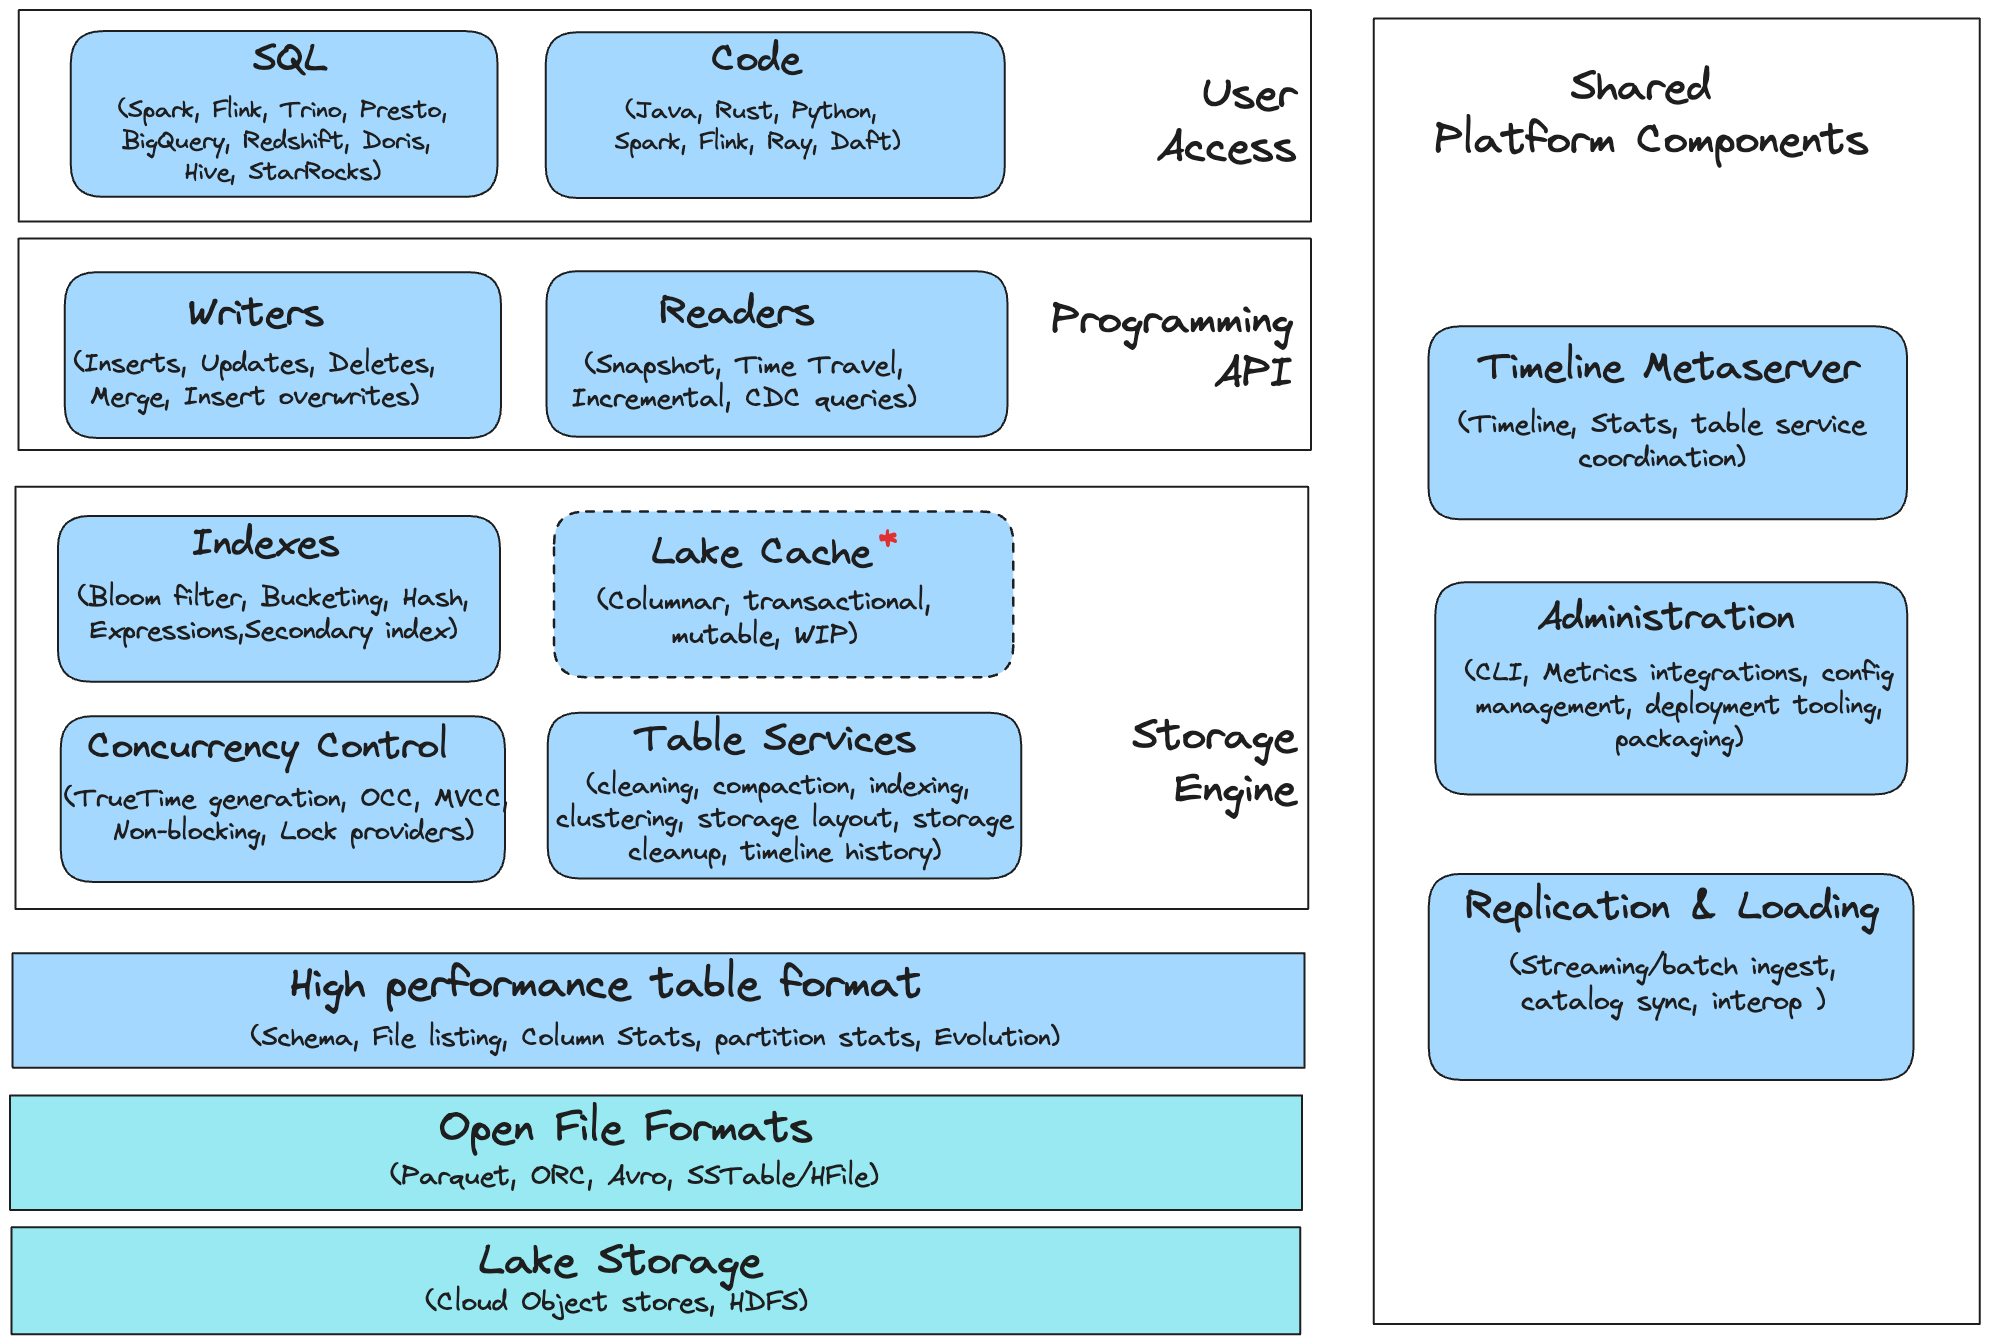 SQL
(Spark, Flink, Trino, Presto,
BigQuery, Redshift, Doris,
Hive, StarRocks)
Code
(Java, Rust, Python,
Spark, Flink, Ray, Daft)
User
Access
Writers
(Inserts, Updates, Deletes,
Merge, Insert overwrites)
Readers
(Snapshot, Time Travel,
Incremental, CDC queries)
Programming
API
Indexes
(Bloom filter, Bucketing, Hash,
Expressions,Secondary index)
Lake Cache*
(Columnar, transactional,
mutable, WIP)
Concurrency Control
(TrueTime generation, OCC, MVCC,
Non-blocking, Lock providers)
Table Services
(cleaning, compaction, indexing,
clustering, storage layout, storage
cleanup, timeline history)
Storage
Engine
High performance table format
(Schema, File listing, Column Stats, partition stats, Evolution)
Open File Formats
(Parquet, ORC, Avro, SSTable/HFile)
Lake Storage
(Cloud Object stores, HDFS)
Shared
Platform Components
Timeline Metaserver
(Timeline, Stats, table service
coordination)
Administration
(CLI, Metrics integrations, config
management, deployment tooling,
packaging)
Replication & Loading
(Streaming/batch ingest,
catalog sync, interop )